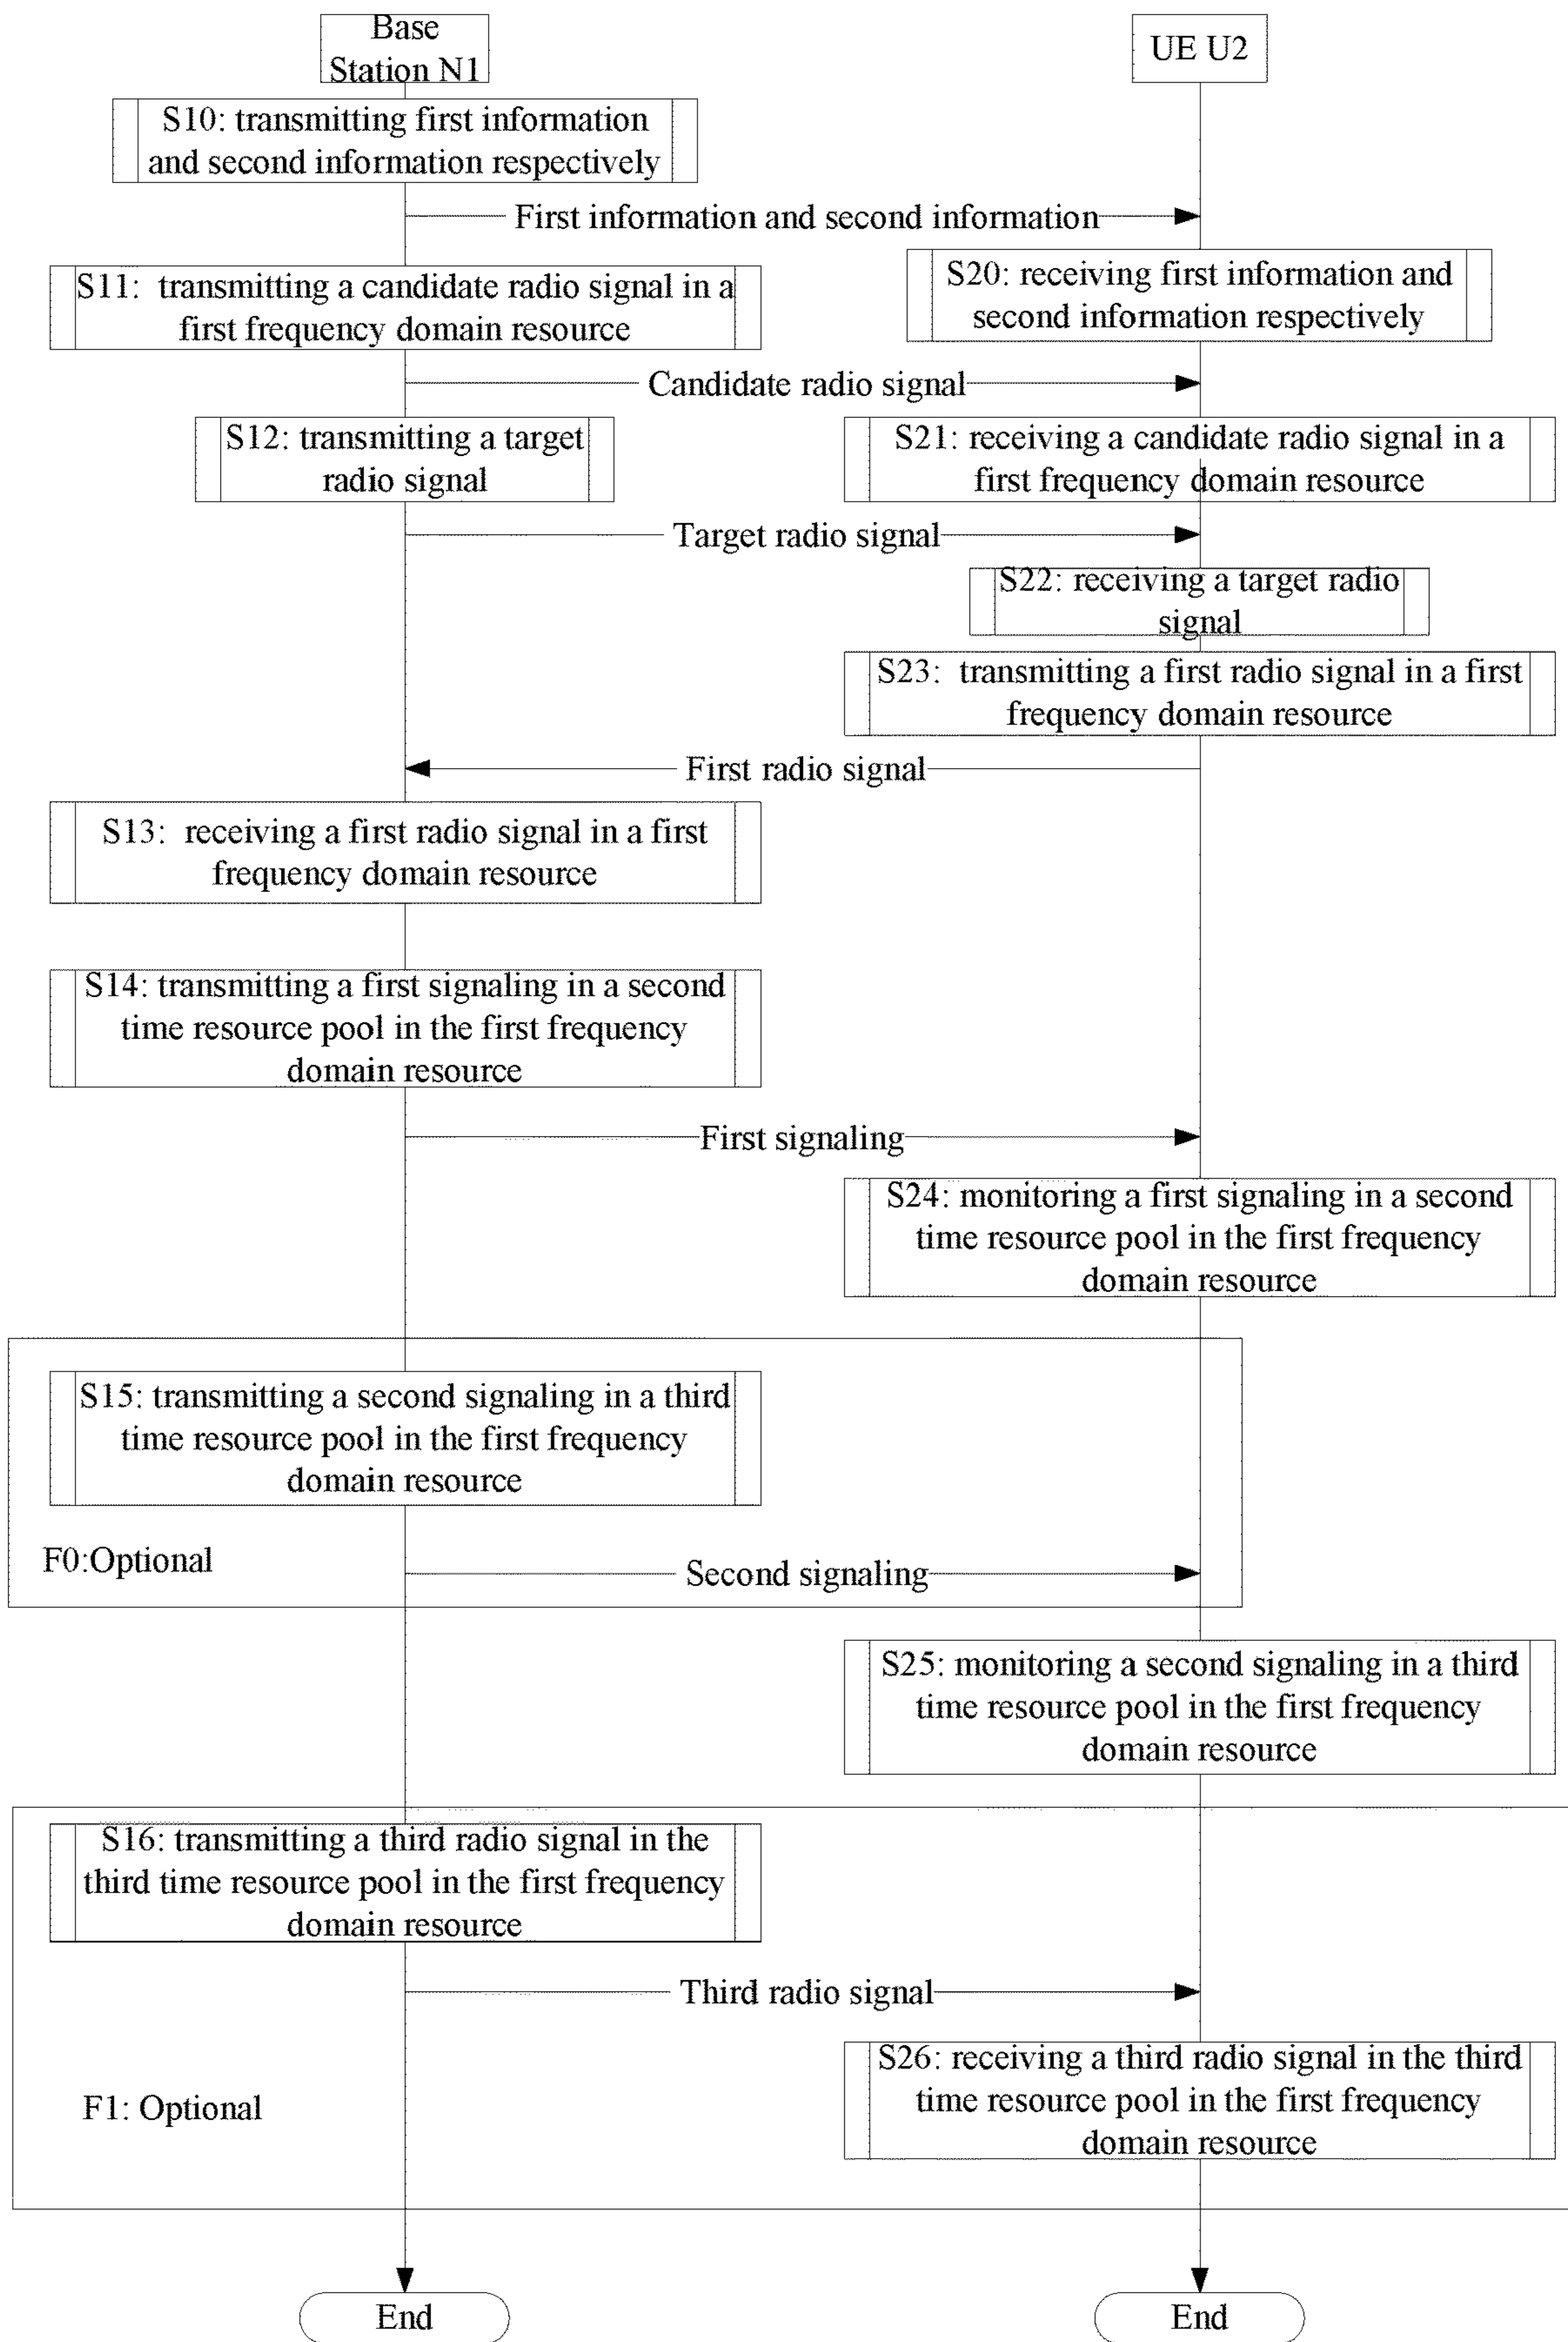 Base
Station N1
UE U2
S10: transmitting first information
and second information respectively
First information and second information
S11: transmitting a candidate radio signal in a
first frequency domain resource
S20: receiving first information and
second information respectively
Candidate radio signal
S12: transmitting a target
radio signal
S21: receiving a candidate radio signal in a
first frequency domain resource
Target radio signal
S22: receiving a target radio
signal
S23: transmitting a first radio signal in a first
frequency domain resource
First radio signal
S13: receiving a first radio signal in a first
frequency domain resource
S14: transmitting a first signaling in a second
time resource pool in the first frequency
domain resource
First signaling
S24: monitoring a first signaling in a second
time resource pool in the first frequency
domain resource
S15: transmitting a second signaling in a third
time resource pool in the first frequency
domain resource
F0:Optional
Second signaling
S25: monitoring a second signaling in a third
time resource pool in the first frequency
domain resource
S16: transmitting a third radio signal in the
third time resource pool in the first frequency
domain resource
Third radio signal
S26: receiving a third radio signal in the third
time resource pool in the first frequency
domain resource
F1: Optional
End
End